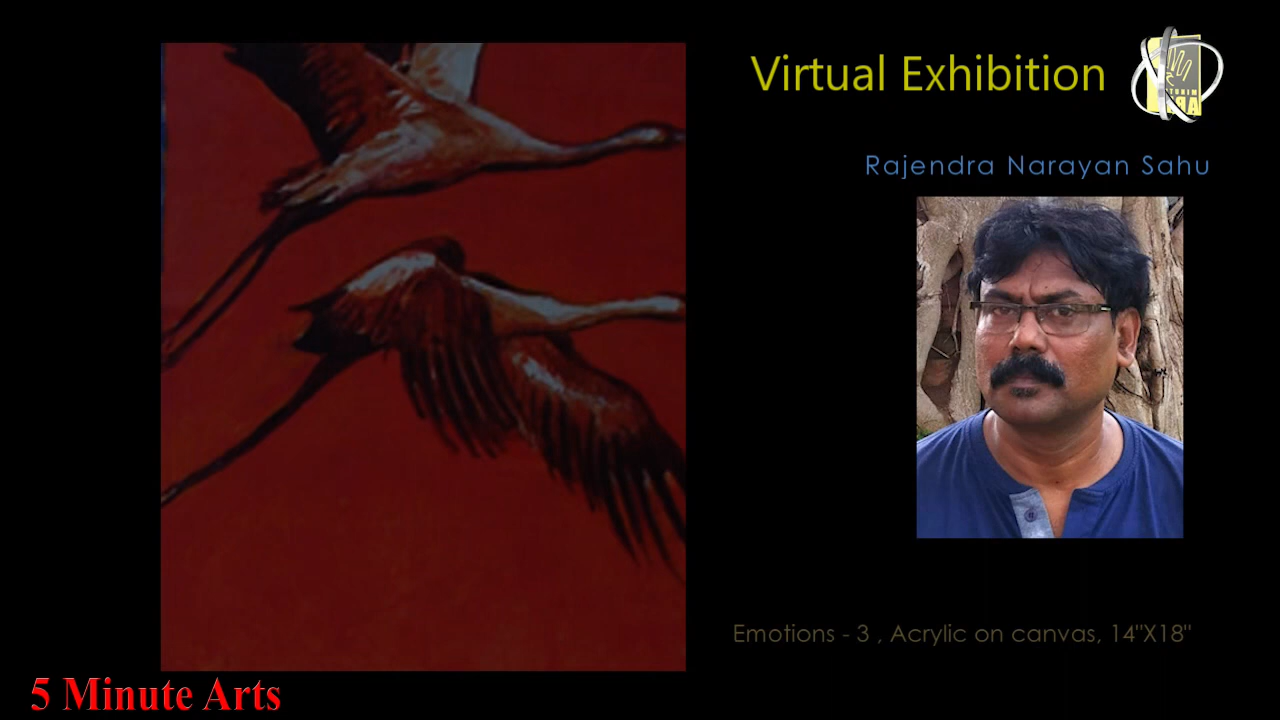 Virtual Exhibition
Rajendra Narayan Sahu
Emotions - 3 , Acrylic on canvas, 14"X18"
5 Minute Arts